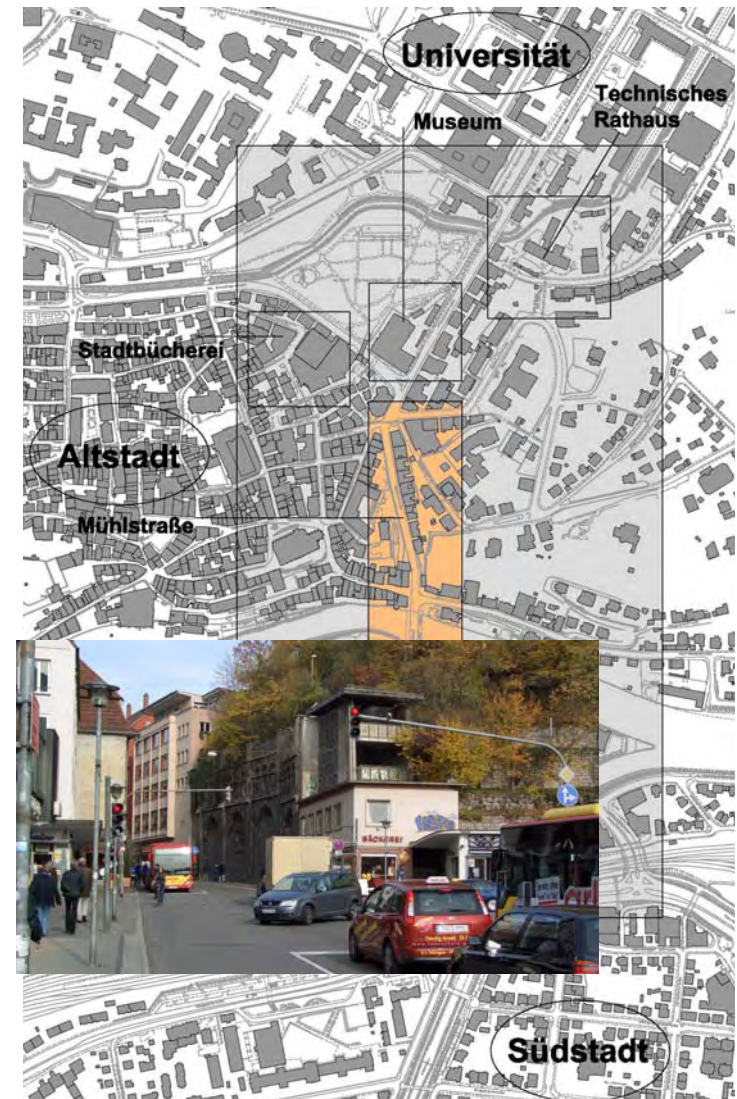 Universität
Technisches
Rathaus
Museum
Stadtbücherei
Altstadt
Mühlstraße
BÄCKEREI
Südstadt